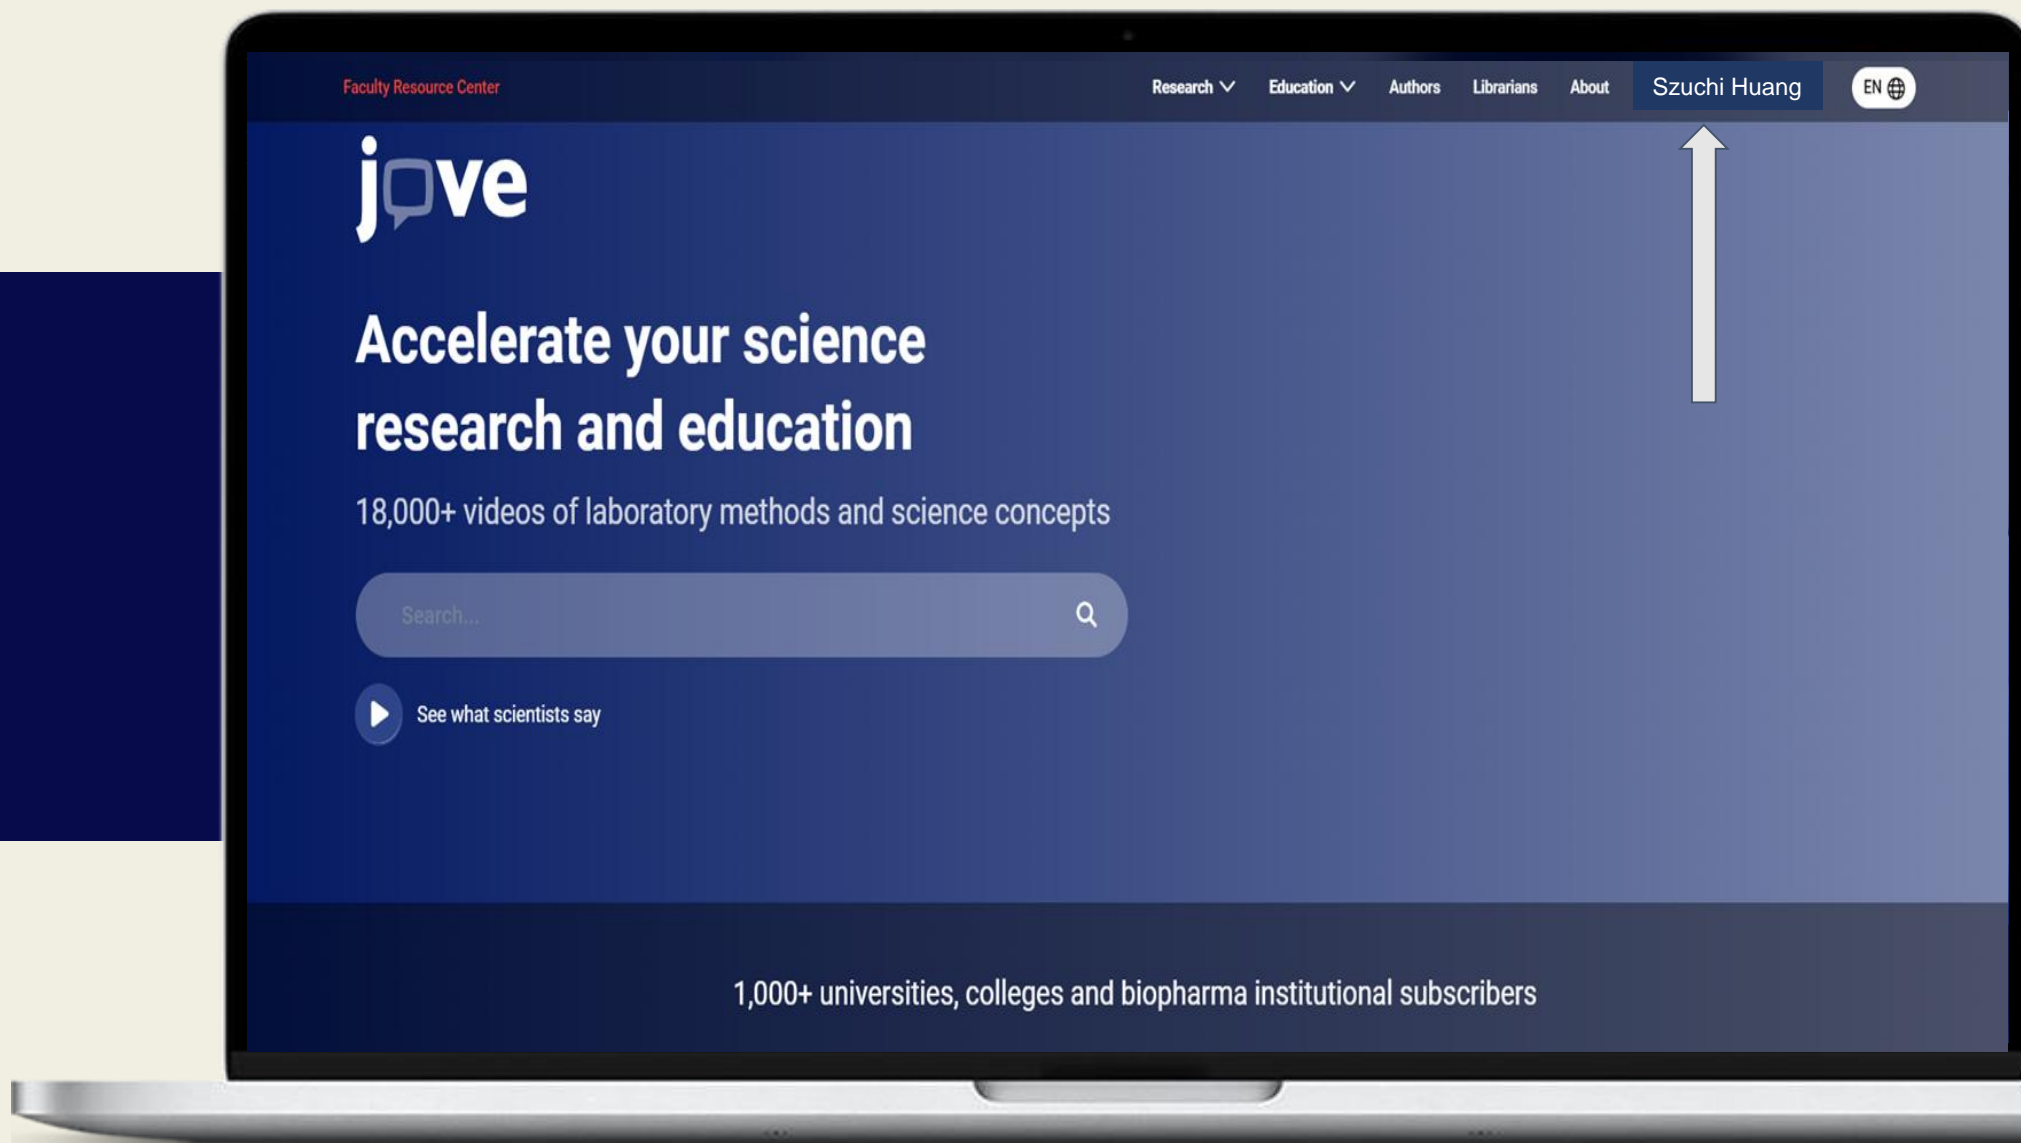 Faculty Resource Center
Research Education Authors Librarians About Szuchi Huang EN
jove
Accelerate your science
research and education
18,000+ videos of laboratory methods and science concepts
Search...
See what scientists say
1,000+ universities, colleges and biopharma institutional subscribers